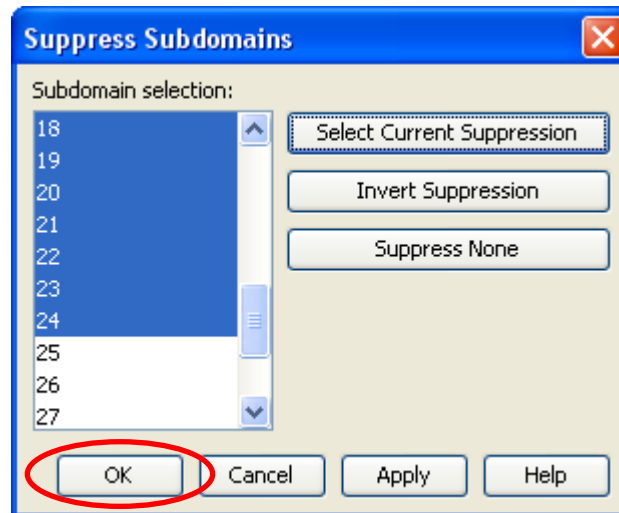 Suppress Subdomains
Subdomain selection:
18
19
20
21
22
23
24
25
26
27
Select Current Suppression
Invert Suppression
Suppress None
OK Cancel Apply Help